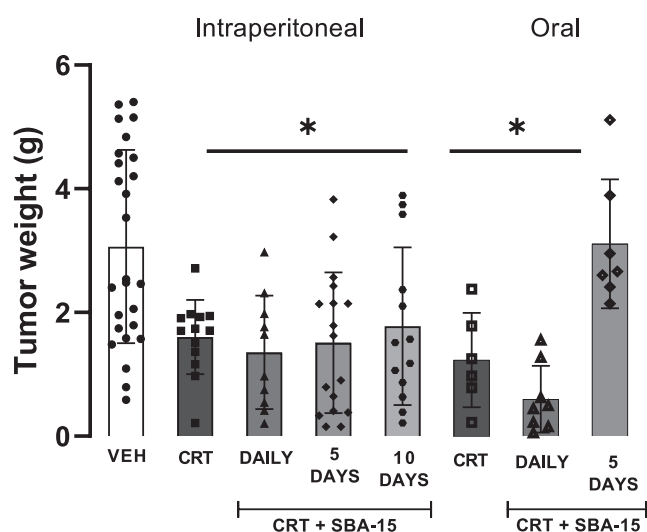 Intraperitoneal Oral
Tumor weight (g)
6
4
2
0
* *
VEH CRT DAILY 5 DAYS 10 DAYS CRT DAILY 5 DAYS
CRT + SBA-15 CRT + SBA-15